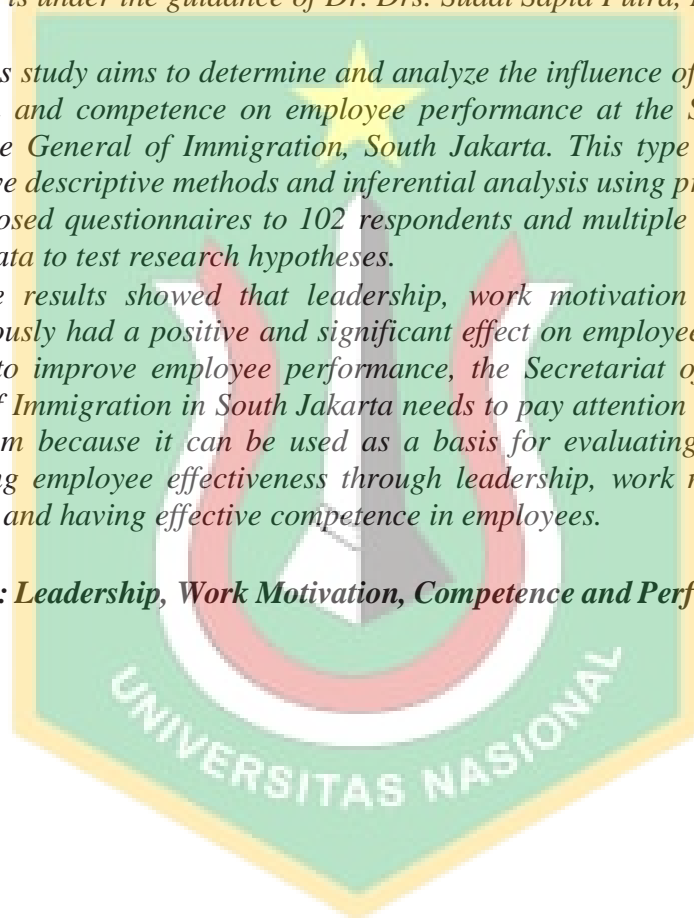 is under the guidance of Dr. Drs. Sudai Sapta Putra,
s study aims to determine and analyze the influence of
and competence on employee performance at the S
e General of Immigration, South Jakarta. This type
ve descriptive methods and inferential analysis using pr
osed questionnaires to 102 respondents and multiple
ata to test research hypotheses.
e results showed that leadership, work motivation
ously had a positive and significant effect on employee
to improve employee performance, the Secretariat o
f Immigration in South Jakarta needs to pay attention
m because it can be used as a basis for evaluating
ng employee effectiveness through leadership, work m
and having effective competence in employees.
: Leadership, Work Motivation, Competence and Perf
UNIVERSITAS NASIONAL